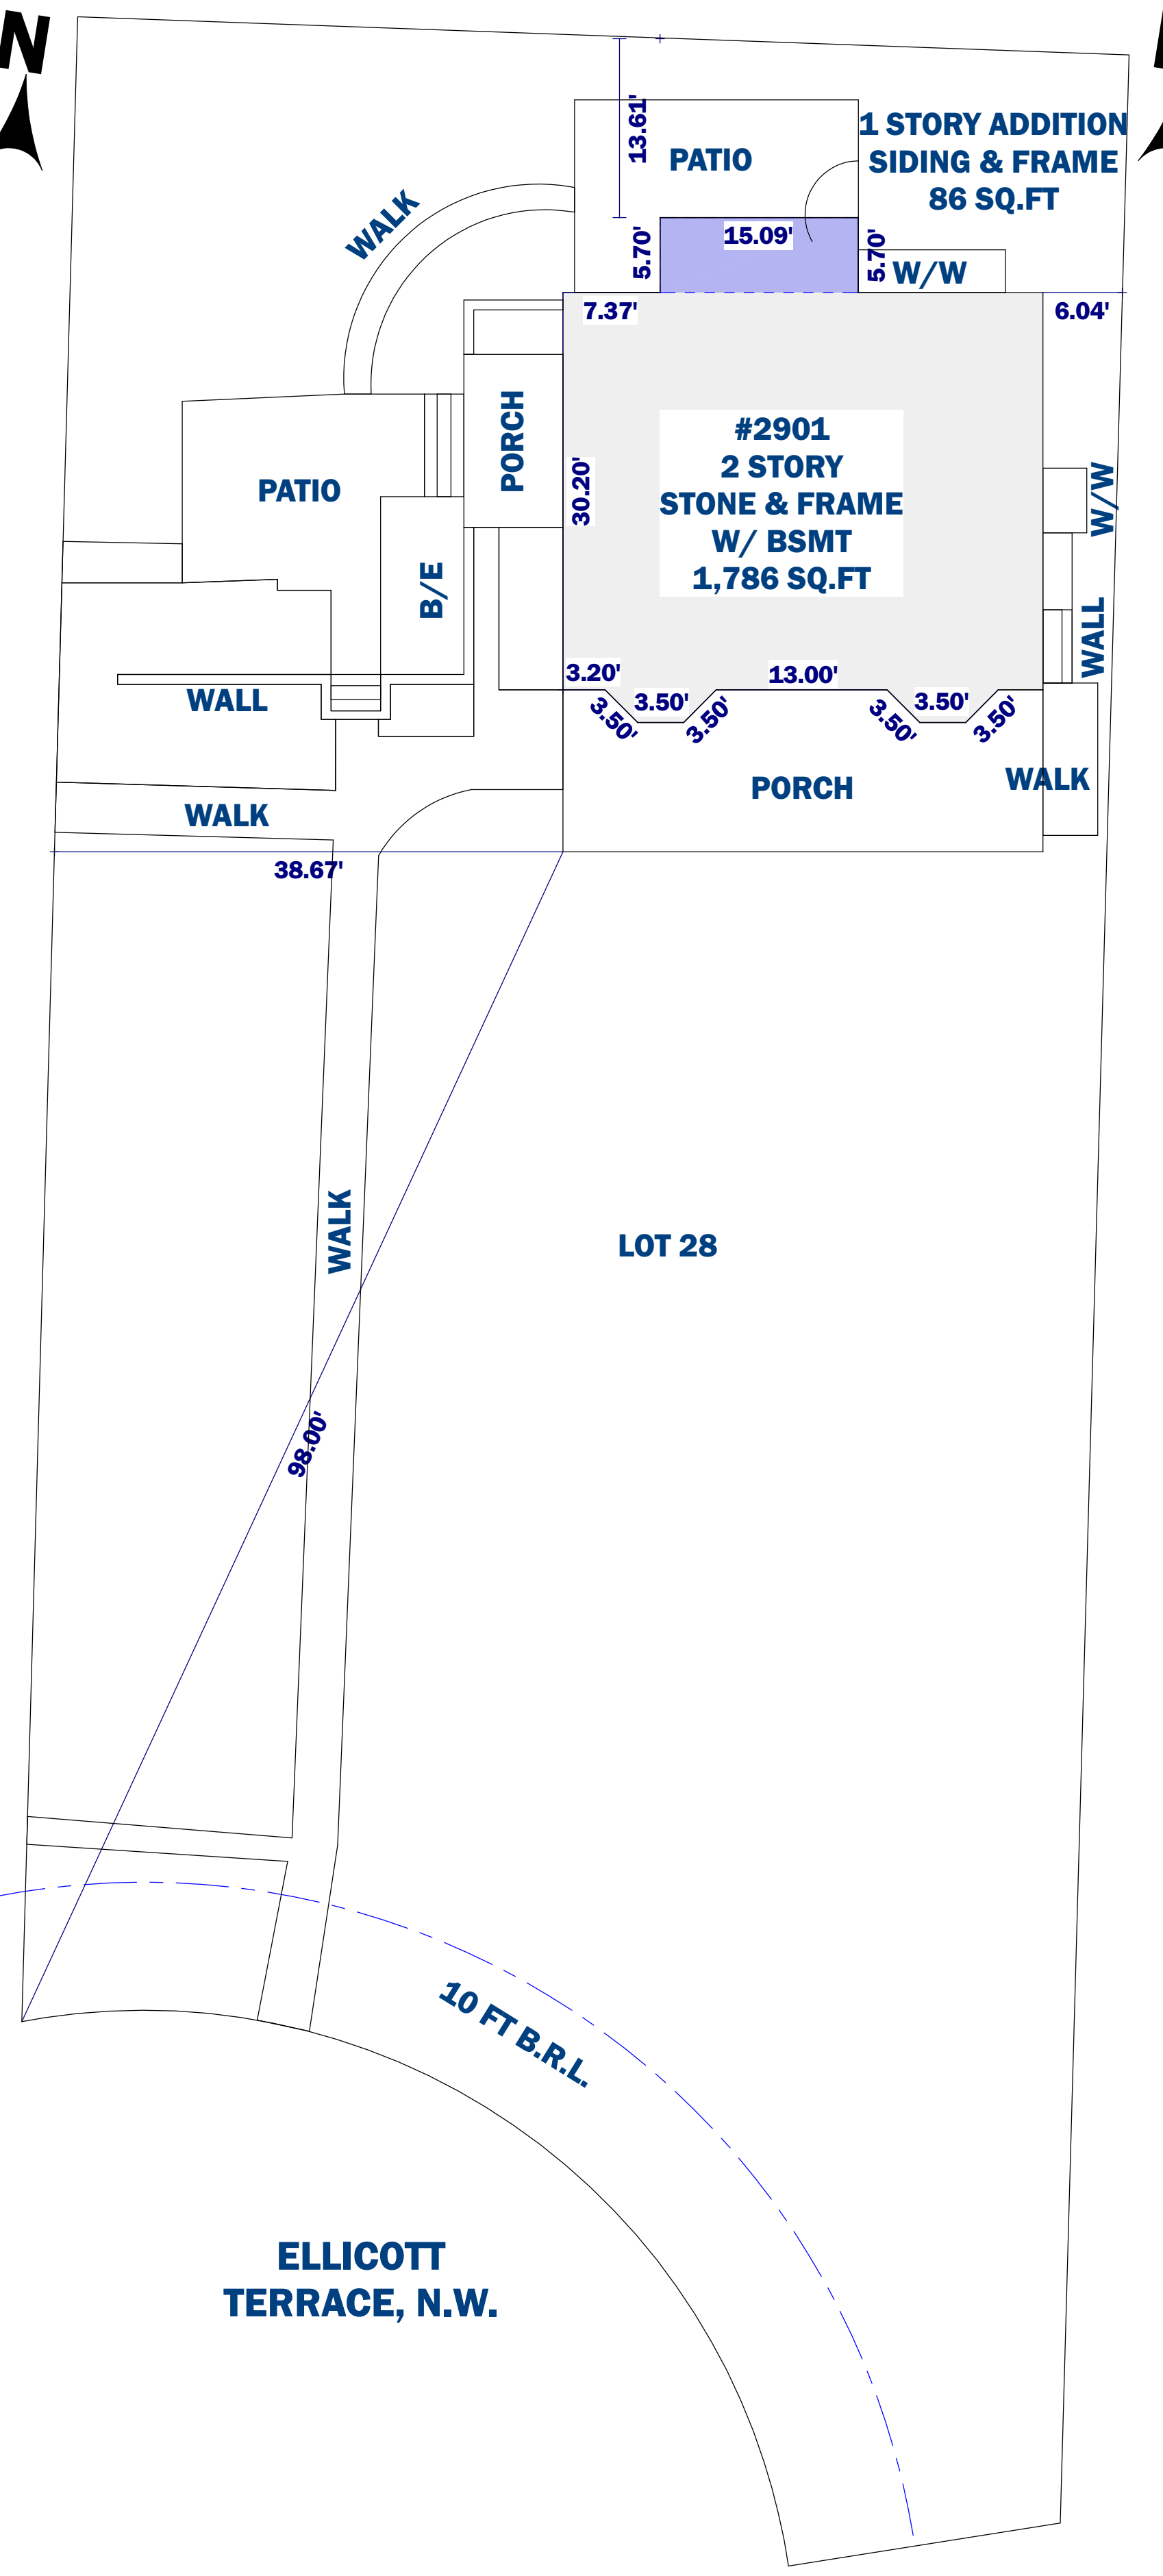 N
13.61'
PATIO
1 STORY ADDITION
SIDING & FRAME
86 SQ.FT
WALK
5.70'
15.09'
5.70'
W/W
7.37'
6.04'
PORCH
30.20'
#2901
2 STORY
STONE & FRAME
W/ BSMT
1,786 SQ.FT
W/W
PATIO
B/E
WALL
WALL
3.20'
3.50'
3.50'
3.50'
13.00'
3.50'
3.50'
3.50'
PORCH
WALK
WALK
38.67'
WALK
LOT 28
98.00'
10 FT B.R.L.
ELLICOTT
TERRACE, N.W.